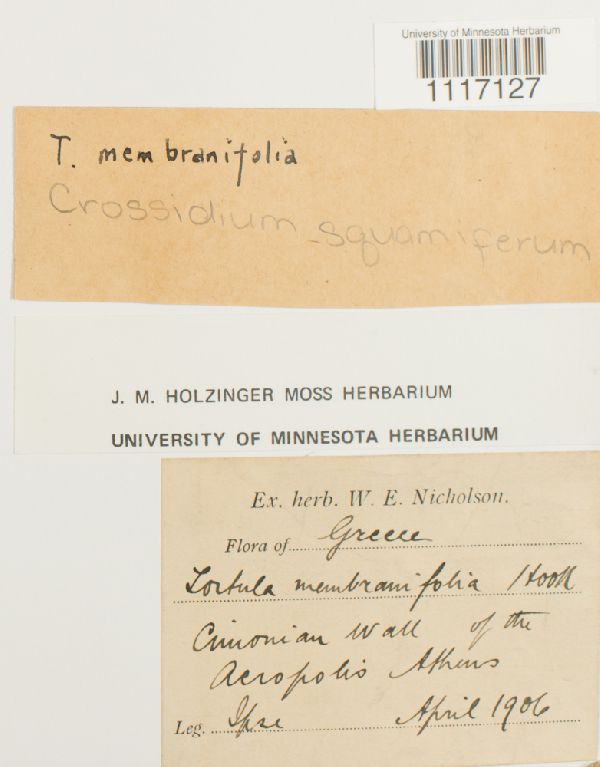 University of Minnesota Herbarium
1117127
T. membranifolia
Crossidium squamiferum
J. M. HOLZINGER MOSS HERBARIUM
UNIVERSITY OF MINNESOTA HERBARIUM
Ex. herb. W. E. Nicholson.
Flora of Greece
Tortula membranifolia Hook
Cimonian Wall of the
Acropolis Athens
Leg. Ipse April 1906